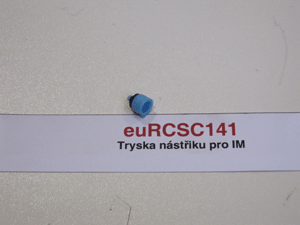 euRCSC141
Tryska nástřiku pro IM